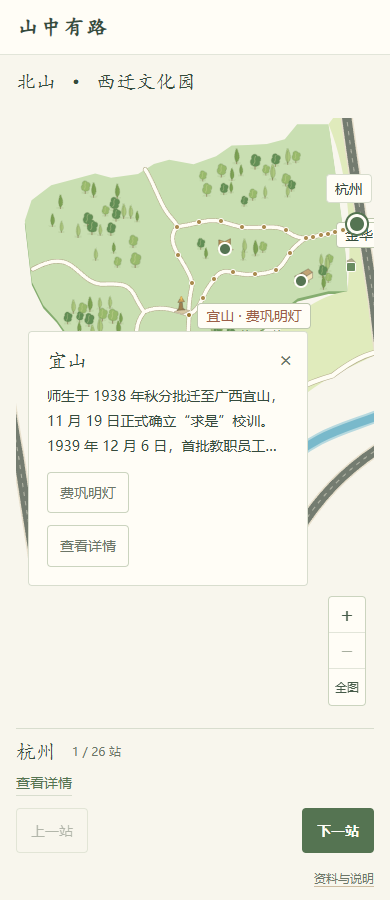 山中有路
北山 • 西迁文化园
杭州
金华
宜山 · 费巩明灯
宜山
×
师生于 1938 年秋分批迁至广西宜山，
11 月 19 日正式确立“求是”校训。
1939 年 12 月 6 日，首批教职员工…
费巩明灯
查看详情
+
−
全图
杭州 1 / 26 站
查看详情
上一站
下一站
资料与说明